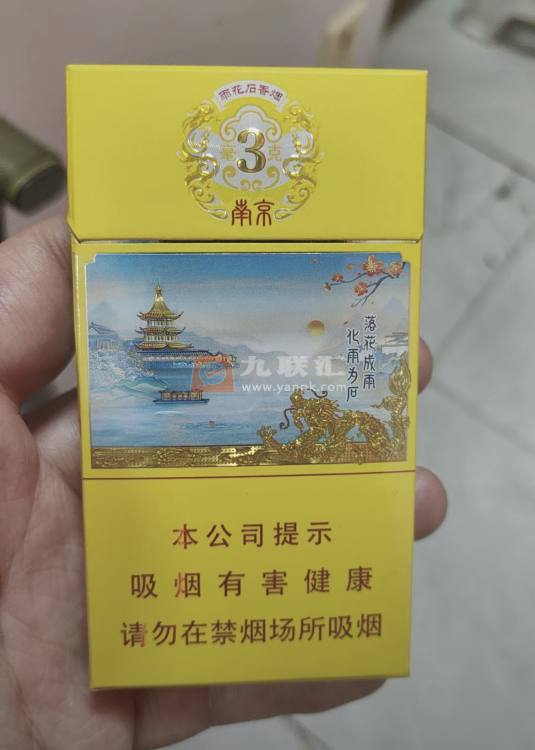 雨花石香烟
毫3克
南京
落花成雨
化雨为石
九联汇
www.yanpk.com
本公司提示
吸烟有害健康
请勿在禁烟场所吸烟